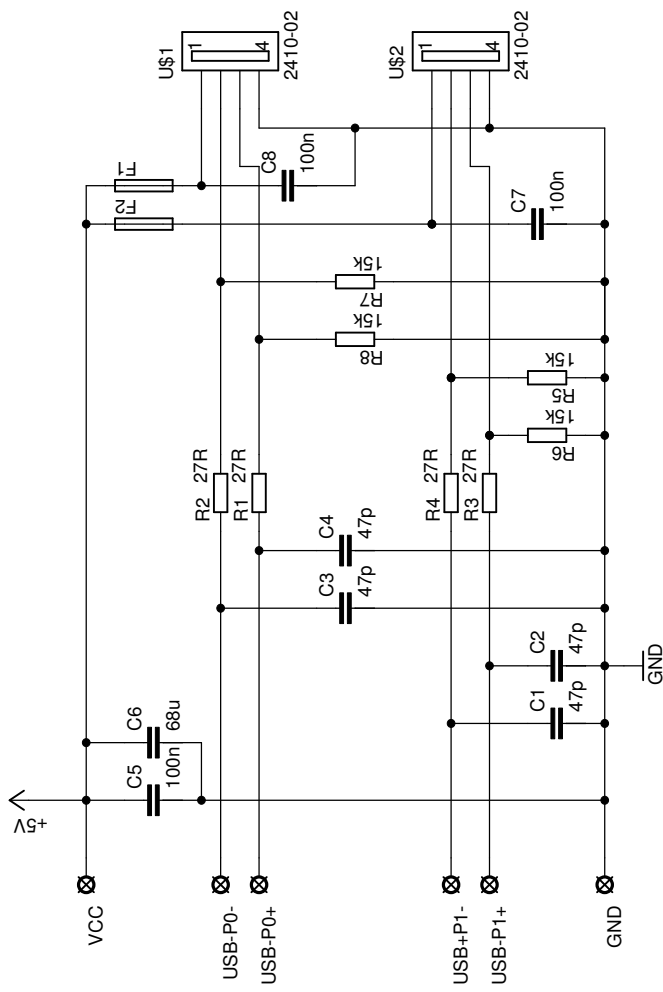 U$1
1
4
2410-02
U$2
1
4
2410-02
F1
F2
C8
100n
C7
100n
R7
15k
R8
15k
R5
15k
R6
15k
R2
27R
R1
27R
R4
27R
R3
27R
C4
47p
C3
47p
C2
47p
C1
47p
GND
C6
68u
C5
100n
+5V
VCC
USB-P0-
USB-P0+
USB+P1-
USB-P1+
GND